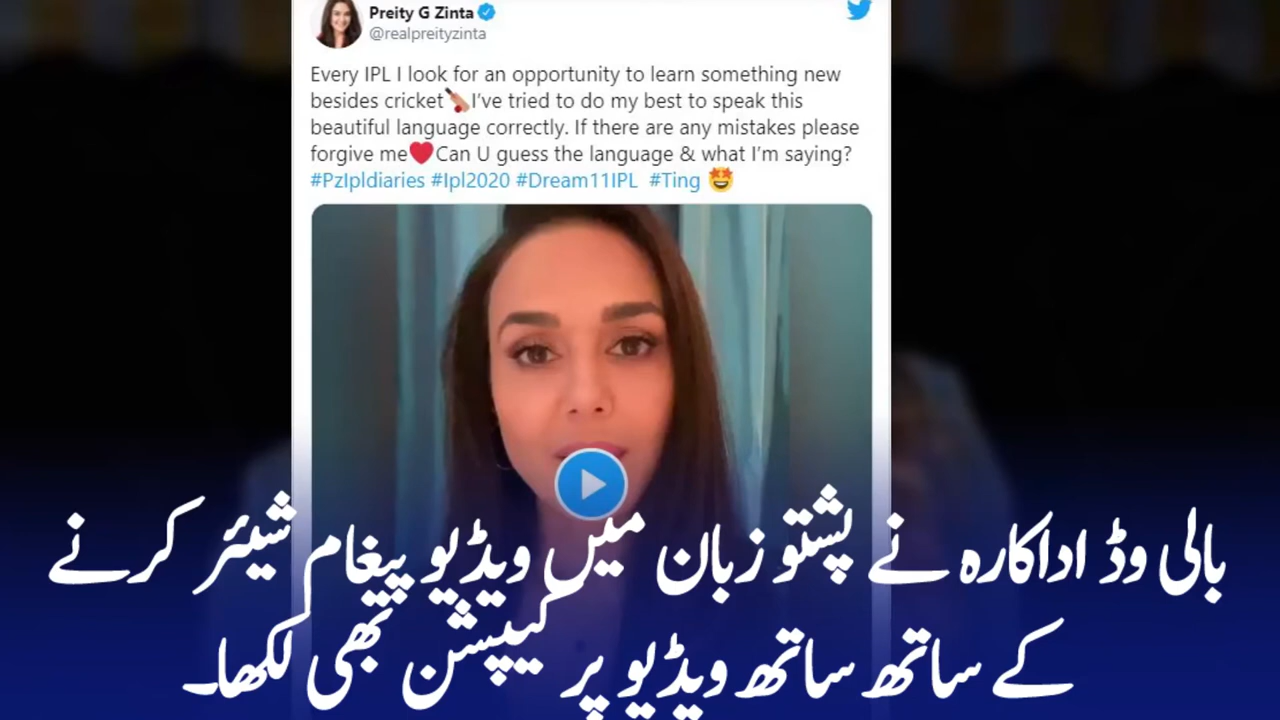 Preity G Zinta
@realpreityzinta
Every IPL I look for an opportunity to learn something new
besides cricket🏏I've tried to do my best to speak this
beautiful language correctly. If there are any mistakes please
forgive me❤️Can U guess the language & what I'm saying?
#PzIpldiaries #Ipl2020 #Dream11IPL #Ting 🤩
بالی وڈ اداکارہ نے پشتو زبان میں ویڈیو پیغام شیئر کرنے
کے ساتھ ساتھ ویڈیو پر کیپشن بھی لکھا۔